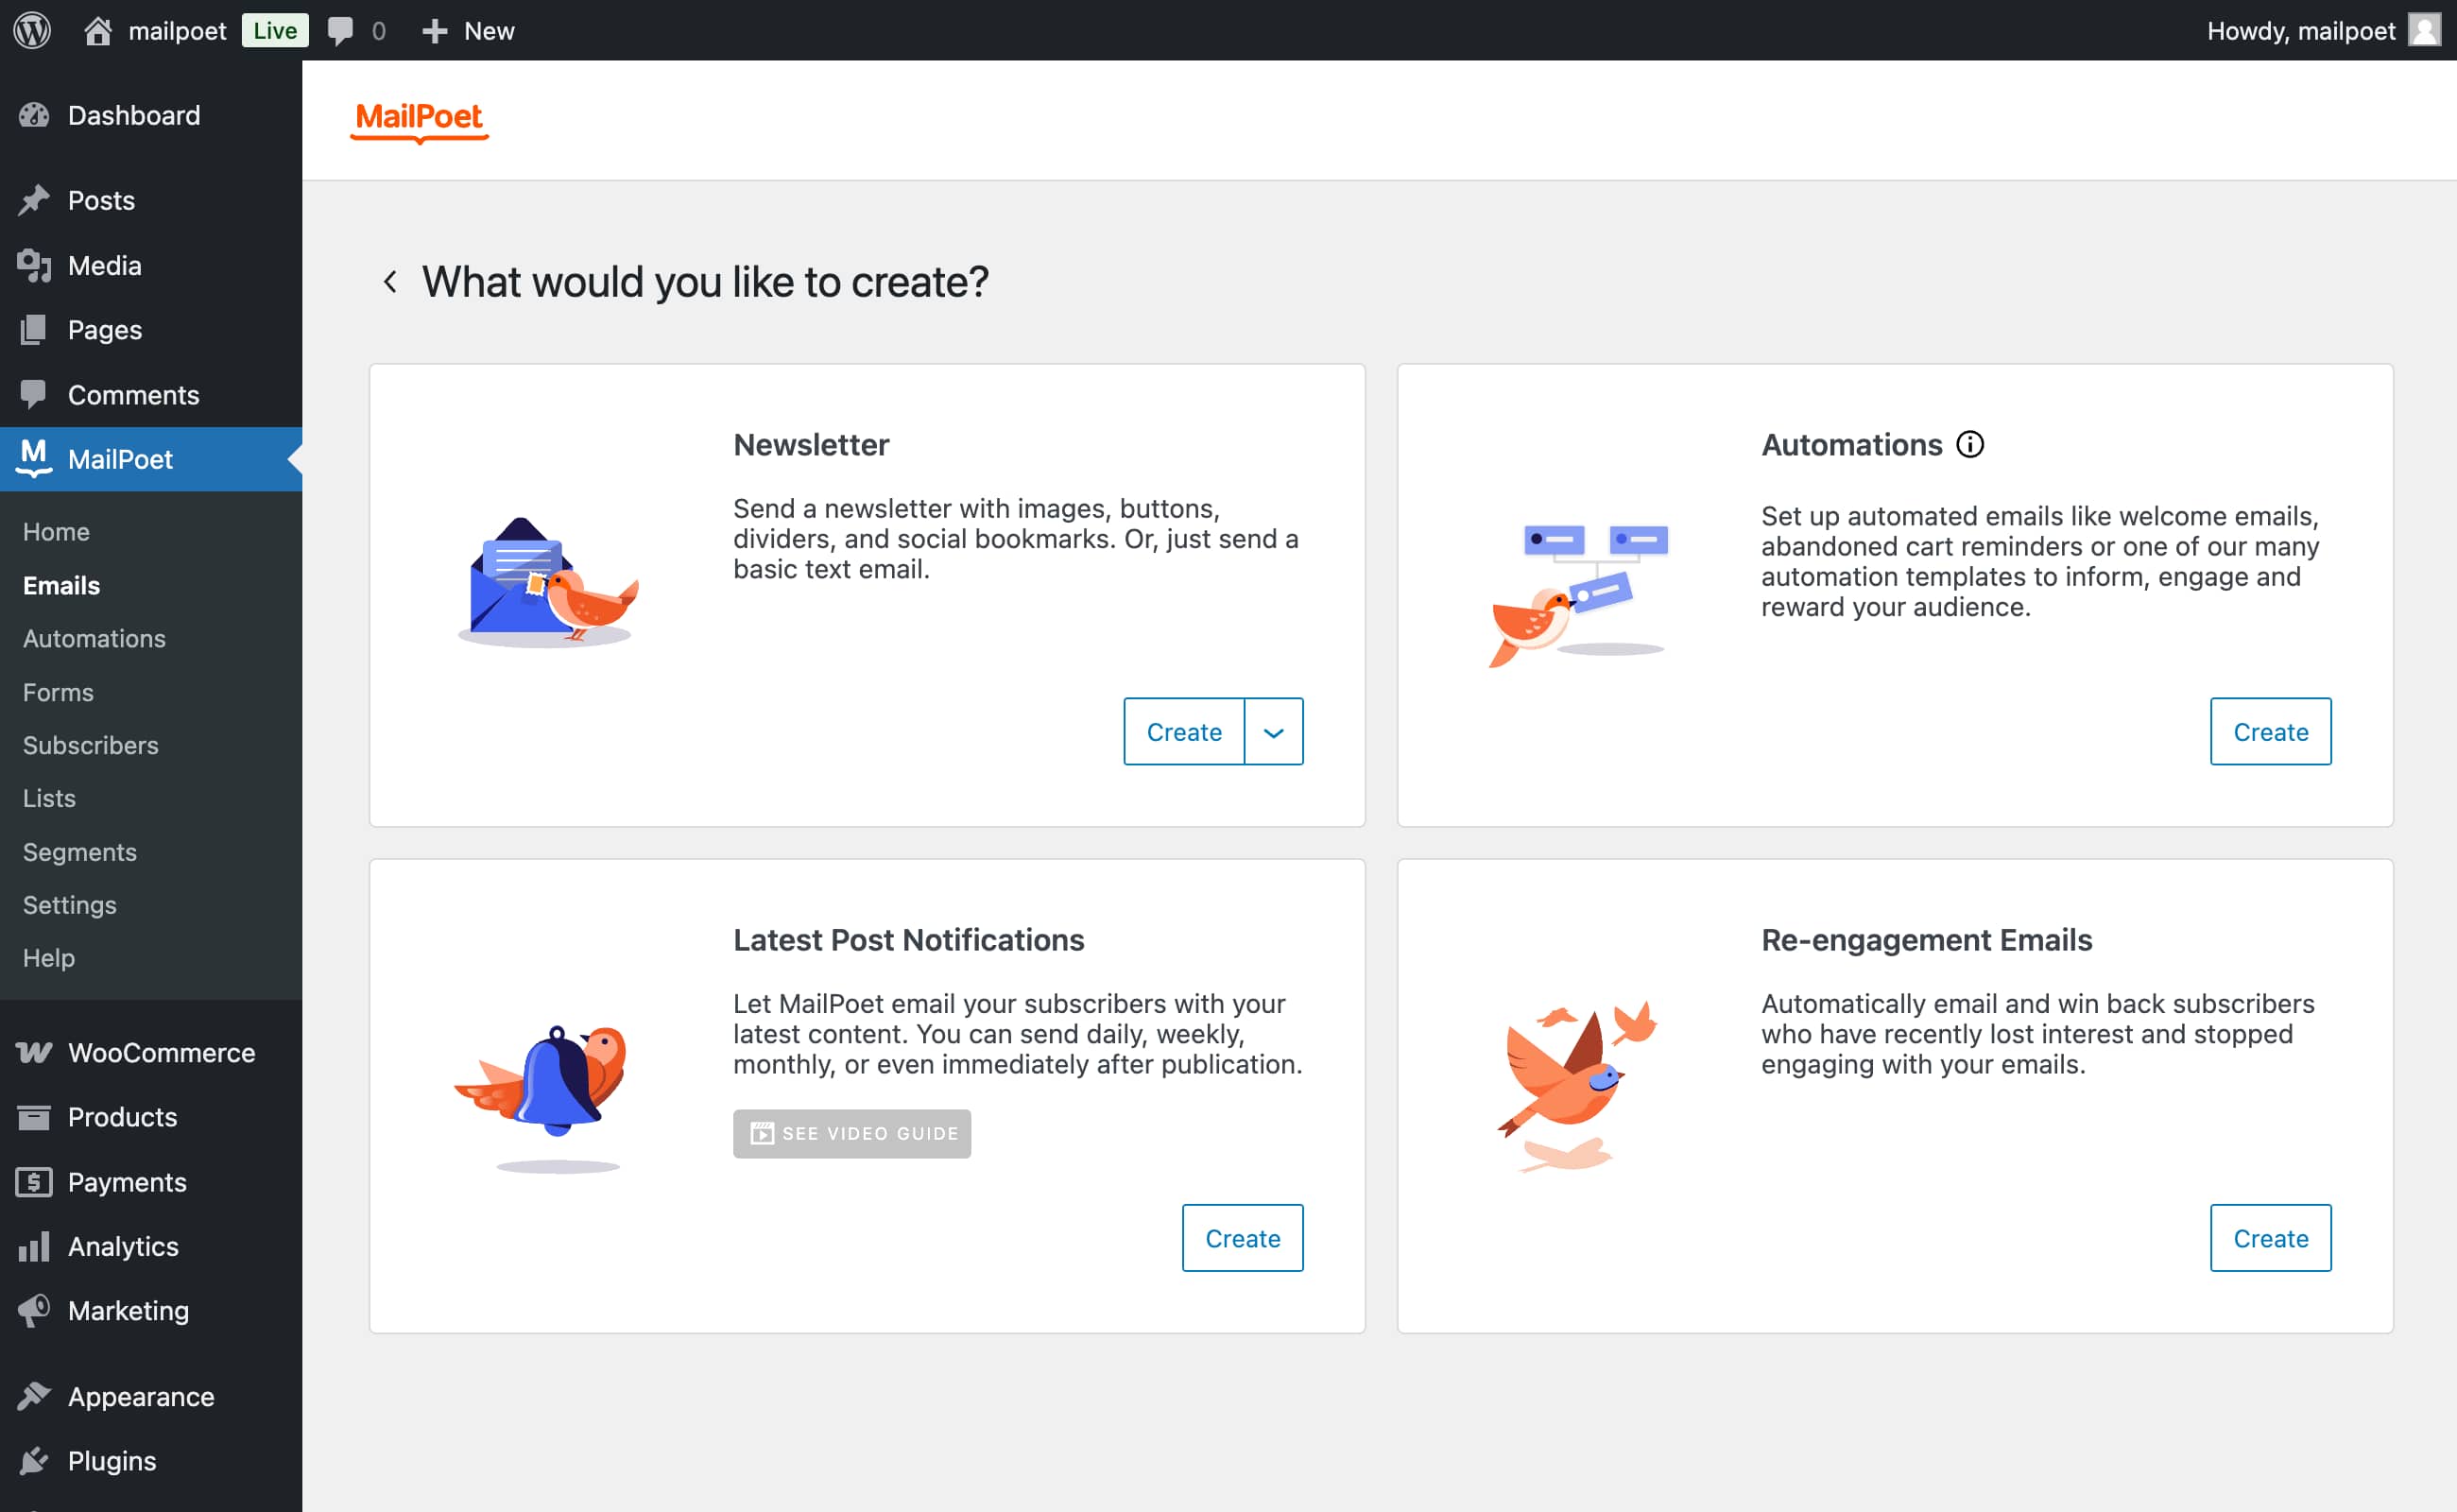 mailpoet Live 0 New Howdy, mailpoet
Dashboard
Posts
Media
Pages
Comments
MailPoet
Home
Emails
Automations
Forms
Subscribers
Lists
Segments
Settings
Help
WooCommerce
Products
Payments
Analytics
Marketing
Appearance
Plugins
MailPoet
What would you like to create?
Newsletter
Send a newsletter with images, buttons,
dividers, and social bookmarks. Or, just send a
basic text email.
Create
Automations
Set up automated emails like welcome emails,
abandoned cart reminders or one of our many
automation templates to inform, engage and
reward your audience.
Create
Latest Post Notifications
Let MailPoet email your subscribers with your
latest content. You can send daily, weekly,
monthly, or even immediately after publication.
SEE VIDEO GUIDE
Create
Re-engagement Emails
Automatically email and win back subscribers
who have recently lost interest and stopped
engaging with your emails.
Create